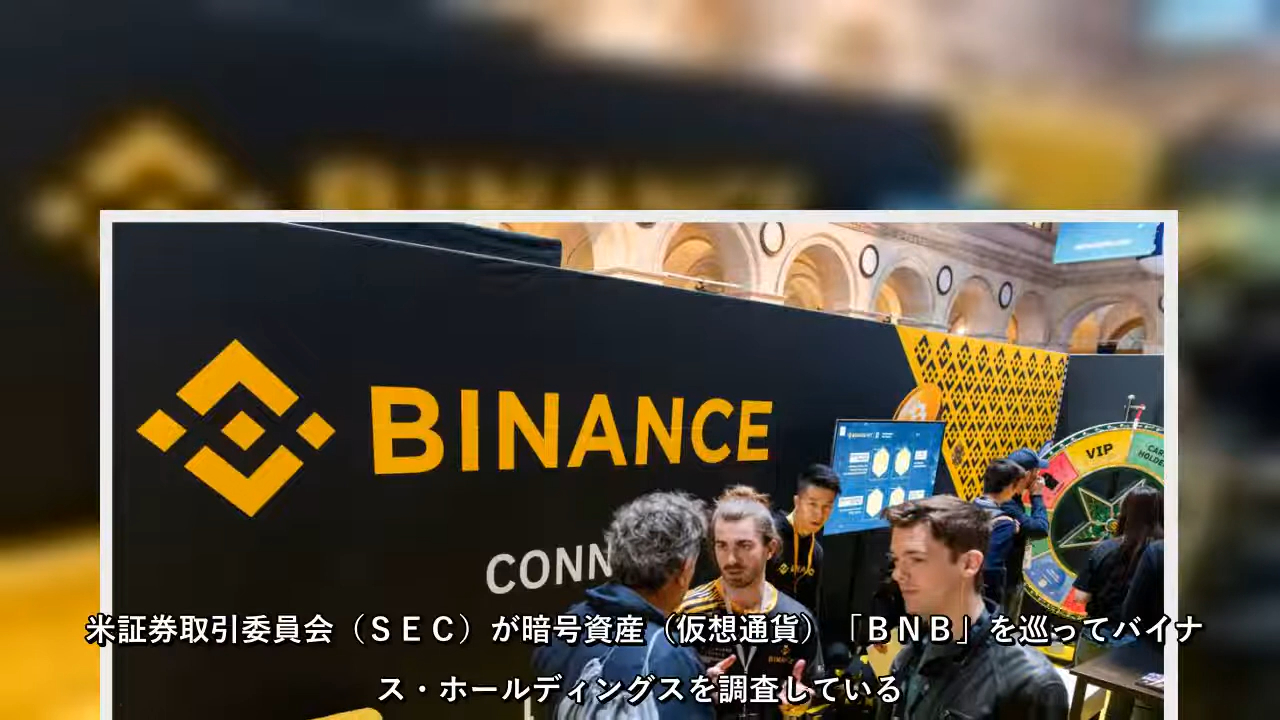 BINANCE
VIP
CARD
HOLDE
CONN
米証券取引委員会（ＳＥＣ）が暗号資産（仮想通貨）「ＢＮＢ」を巡ってバイナ
ス・ホールディングスを調査している